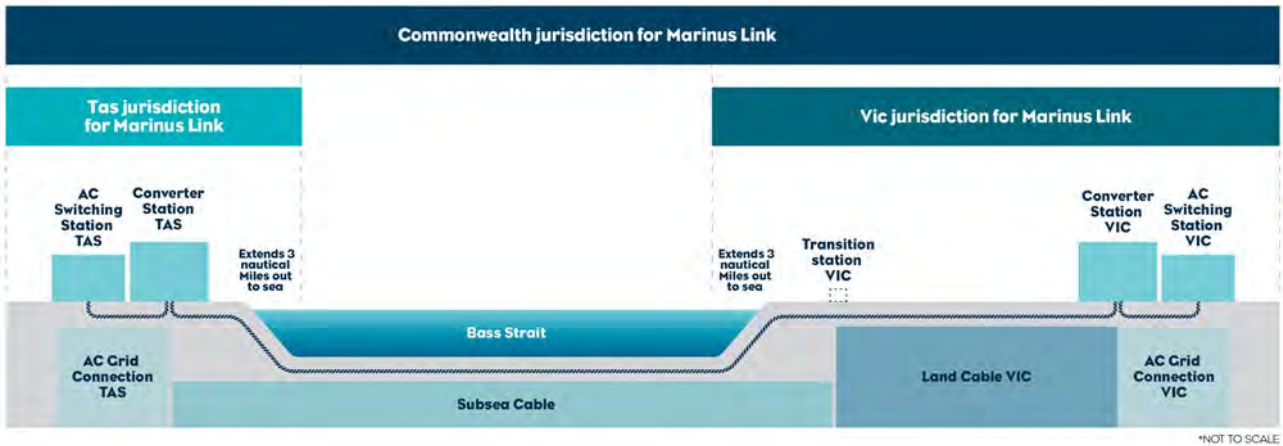 Commonwealth jurisdiction for Marinus Link
Tas jurisdiction
for Marinus Link
Vic jurisdiction for Marinus Link
AC
Switching
Station
TAS
Converter
Station
TAS
Extends 3
nautical
Miles out
to sea
Extends 3
nautical
Miles out
to sea
Transition
station
VIC
Converter
Station
VIC
AC
Switching
Station
VIC
Bass Strait
AC Grid
Connection
TAS
Subsea Cable
Land Cable VIC
AC Grid
Connection
VIC
*NOT TO SCALE